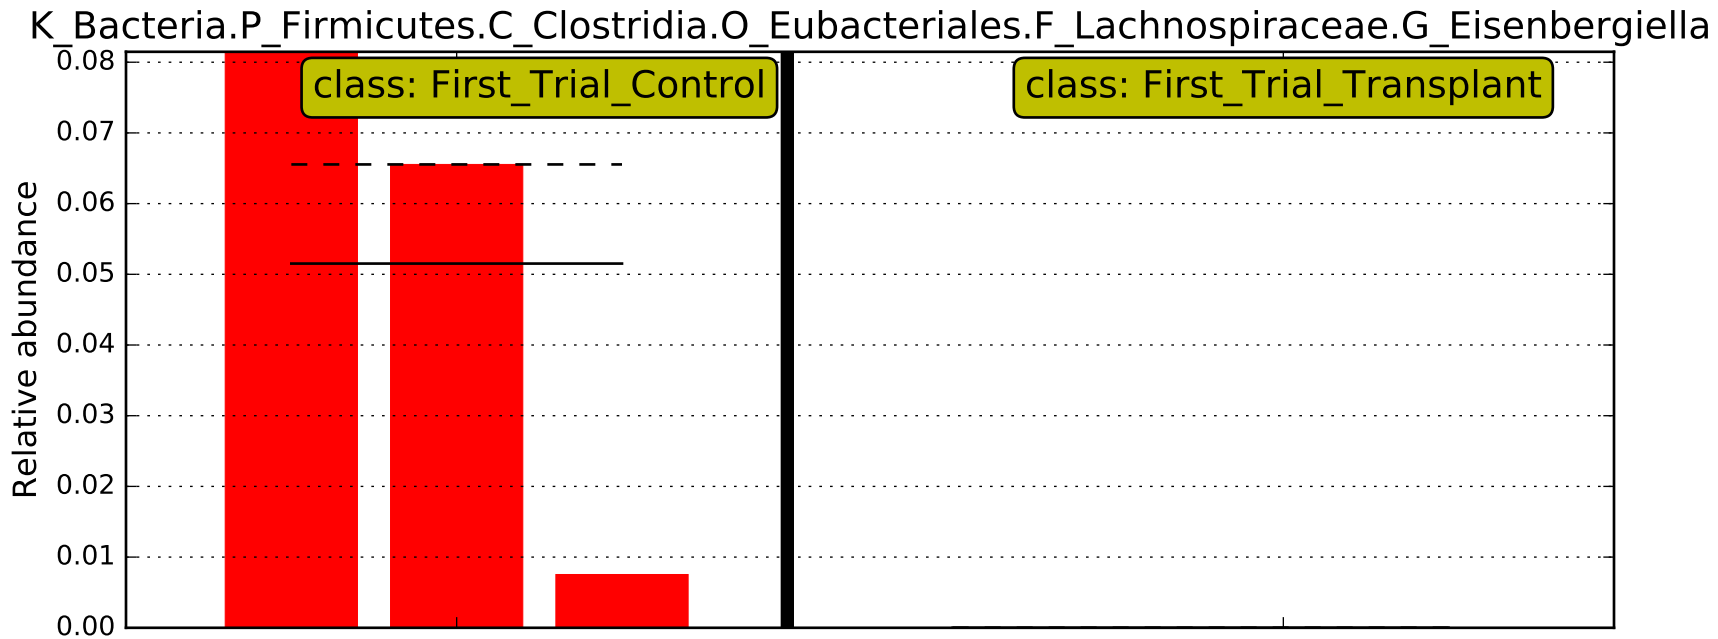 K_Bacteria.P_Firmicutes.C_Clostridia.O_Eubacteriales.F_Lachnospiraceae.G_Eisenbergiella
class: First_Trial_Control
class: First_Trial_Transplant
Relative abundance
0.08
0.07
0.06
0.05
0.04
0.03
0.02
0.01
0.00